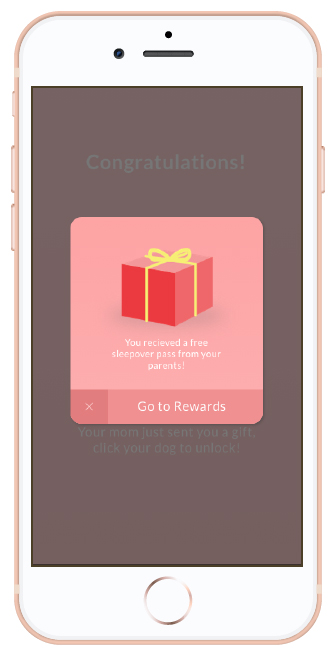 Congratulations!
You recieved a free
sleepover pass from your
parents!
× Go to Rewards
Your mom just sent you a gift,
click your dog to unlock!